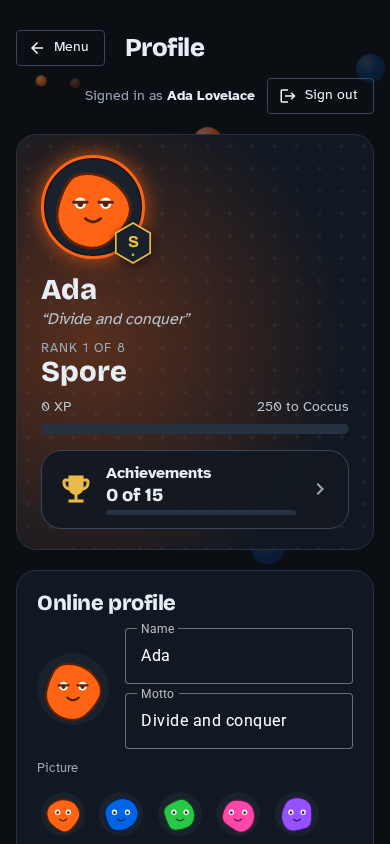 Menu
Profile
Signed in as Ada Lovelace
Sign out
S
Ada
“Divide and conquer”
RANK 1 OF 8
Spore
0 XP
250 to Coccus
Achievements
0 of 15
Online profile
Name
Ada
Motto
Divide and conquer
Picture